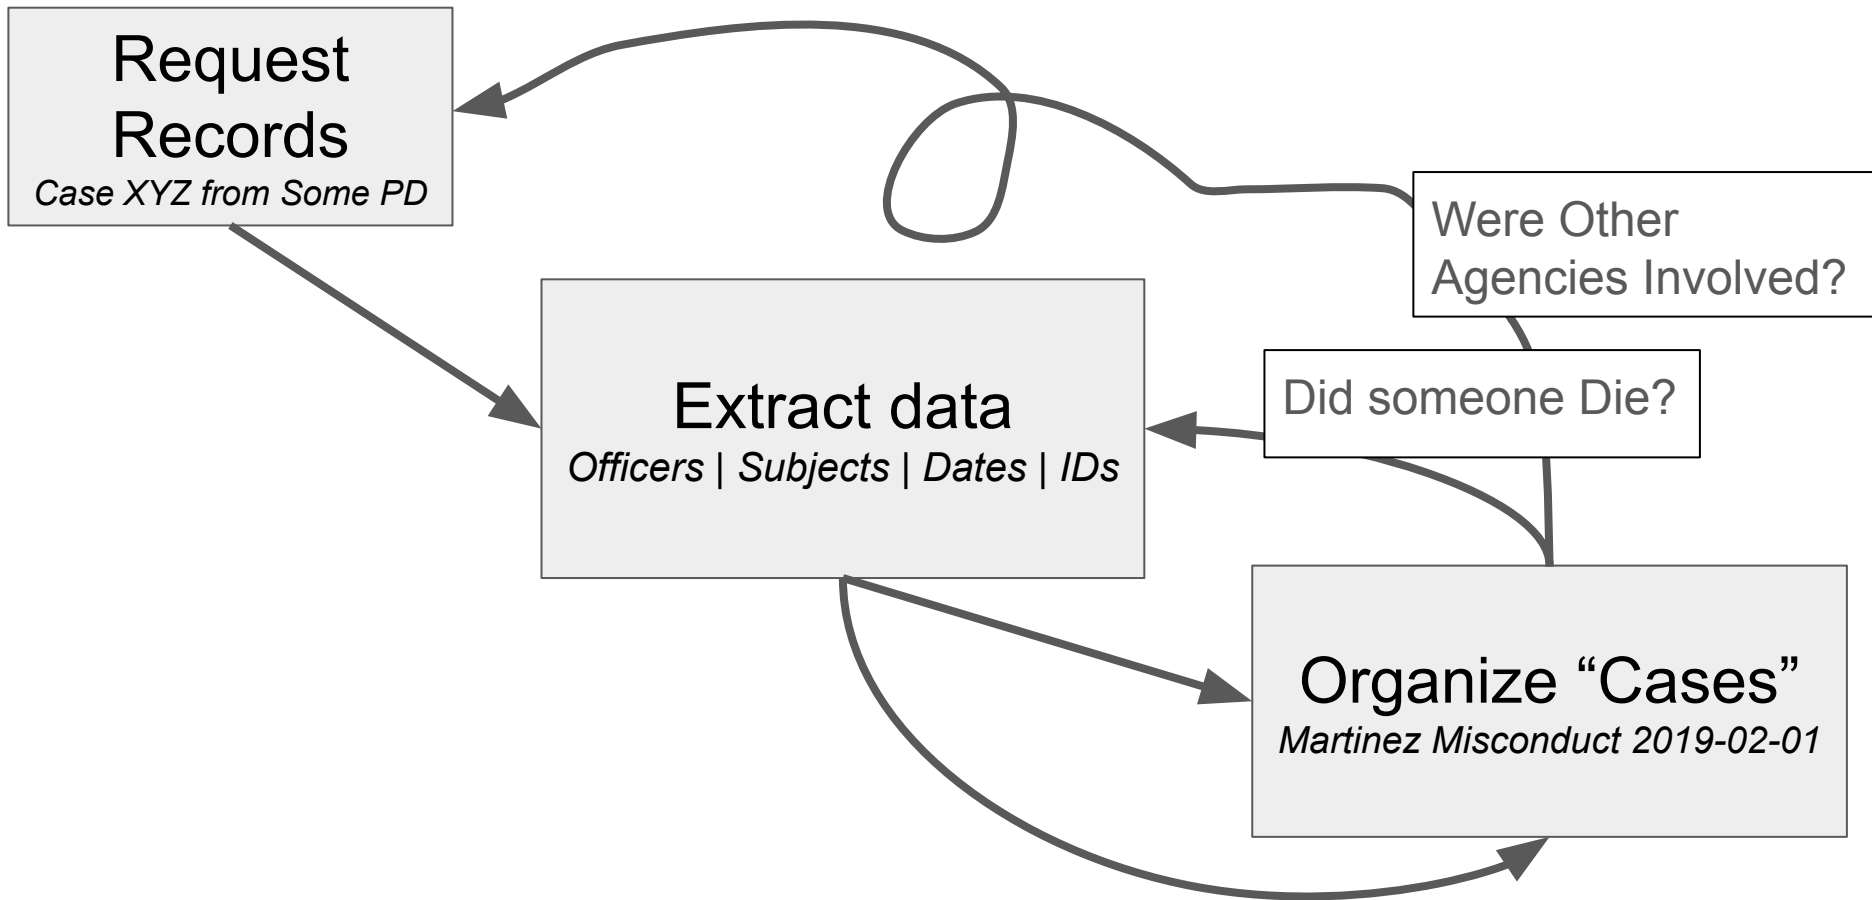 Request
Records
Case XYZ from Some PD
Were Other
Agencies Involved?
Did someone Die?
Extract data
Officers | Subjects | Dates | IDs
Organize “Cases”
Martinez Misconduct 2019-02-01